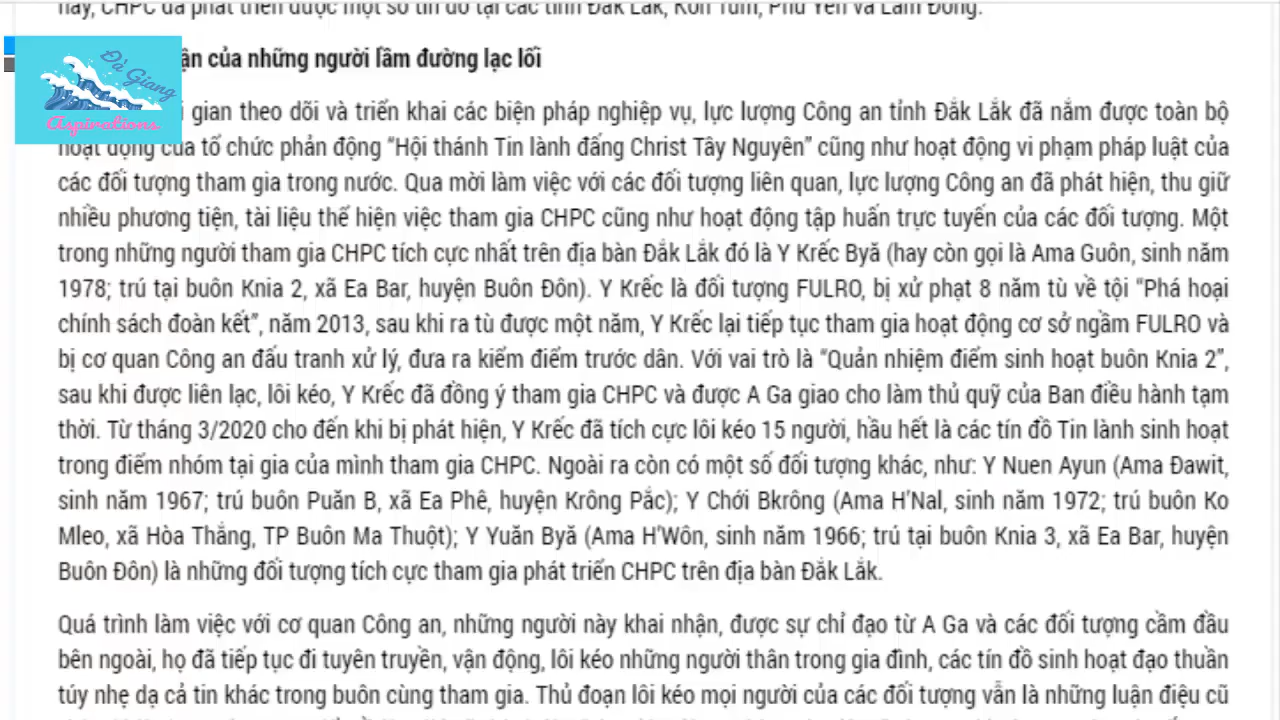 này, CHPC đã phát triển được một số tín đồ tại các tỉnh Đắk Lắk, Kon Tum, Phú Yên và Lâm Đồng.
Đà Giang
Aspirations
của những người lầm đường lạc lối
gian theo dõi và triển khai các biện pháp nghiệp vụ, lực lượng Công an tỉnh Đắk Lắk đã nắm được toàn bộ
hoạt động của tổ chức phản động “Hội thánh Tin lành đấng Christ Tây Nguyên” cũng như hoạt động vi phạm pháp luật của
các đối tượng tham gia trong nước. Qua mời làm việc với các đối tượng liên quan, lực lượng Công an đã phát hiện, thu giữ
nhiều phương tiện, tài liệu thể hiện việc tham gia CHPC cũng như hoạt động tập huấn trực tuyến của các đối tượng. Một
trong những người tham gia CHPC tích cực nhất trên địa bàn Đắk Lắk đó là Y Krếc Byă (hay còn gọi là Ama Guôn, sinh năm
1978; trú tại buôn Knia 2, xã Ea Bar, huyện Buôn Đôn). Y Krếc là đối tượng FULRO, bị xử phạt 8 năm tù về tội “Phá hoại
chính sách đoàn kết”, năm 2013, sau khi ra tù được một năm, Y Krếc lại tiếp tục tham gia hoạt động cơ sở ngầm FULRO và
bị cơ quan Công an đấu tranh xử lý, đưa ra kiểm điểm trước dân. Với vai trò là “Quản nhiệm điểm sinh hoạt buôn Knia 2”,
sau khi được liên lạc, lôi kéo, Y Krếc đã đồng ý tham gia CHPC và được A Ga giao cho làm thủ quỹ của Ban điều hành tạm
thời. Từ tháng 3/2020 cho đến khi bị phát hiện, Y Krếc đã tích cực lôi kéo 15 người, hầu hết là các tín đồ Tin lành sinh hoạt
trong điểm nhóm tại gia của mình tham gia CHPC. Ngoài ra còn có một số đối tượng khác, như: Y Nuen Ayun (Ama Đawit,
sinh năm 1967; trú buôn Puăn B, xã Ea Phê, huyện Krông Pắc); Y Chới Bkrông (Ama H’Nal, sinh năm 1972; trú buôn Ko
Mleo, xã Hòa Thắng, TP Buôn Ma Thuột); Y Yuăn Byă (Ama H’Wôn, sinh năm 1966; trú tại buôn Knia 3, xã Ea Bar, huyện
Buôn Đôn) là những đối tượng tích cực tham gia phát triển CHPC trên địa bàn Đắk Lắk.
Quá trình làm việc với cơ quan Công an, những người này khai nhận, được sự chỉ đạo từ A Ga và các đối tượng cầm đầu
bên ngoài, họ đã tiếp tục đi tuyên truyền, vận động, lôi kéo những người thân trong gia đình, các tín đồ sinh hoạt đạo thuần
túy nhẹ dạ cả tin khác trong buôn cùng tham gia. Thủ đoạn lôi kéo mọi người của các đối tượng vẫn là những luận điệu cũ